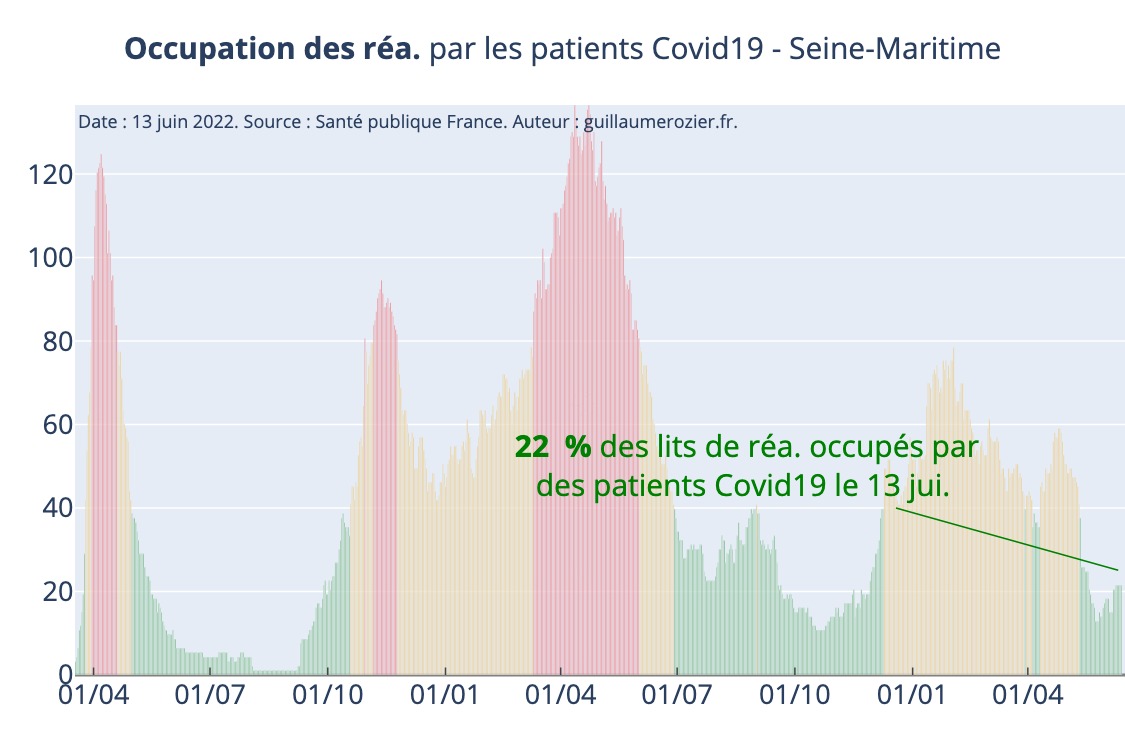 Occupation des réa. par les patients Covid19 - Seine-Maritime
Date : 13 juin 2022. Source : Santé publique France. Auteur : guillaumerozier.fr.
120
100
80
60
40
20
0
22 % des lits de réa. occupés par
des patients Covid19 le 13 jui.
01/04 01/07 01/10 01/01 01/04 01/07 01/10 01/01 01/04